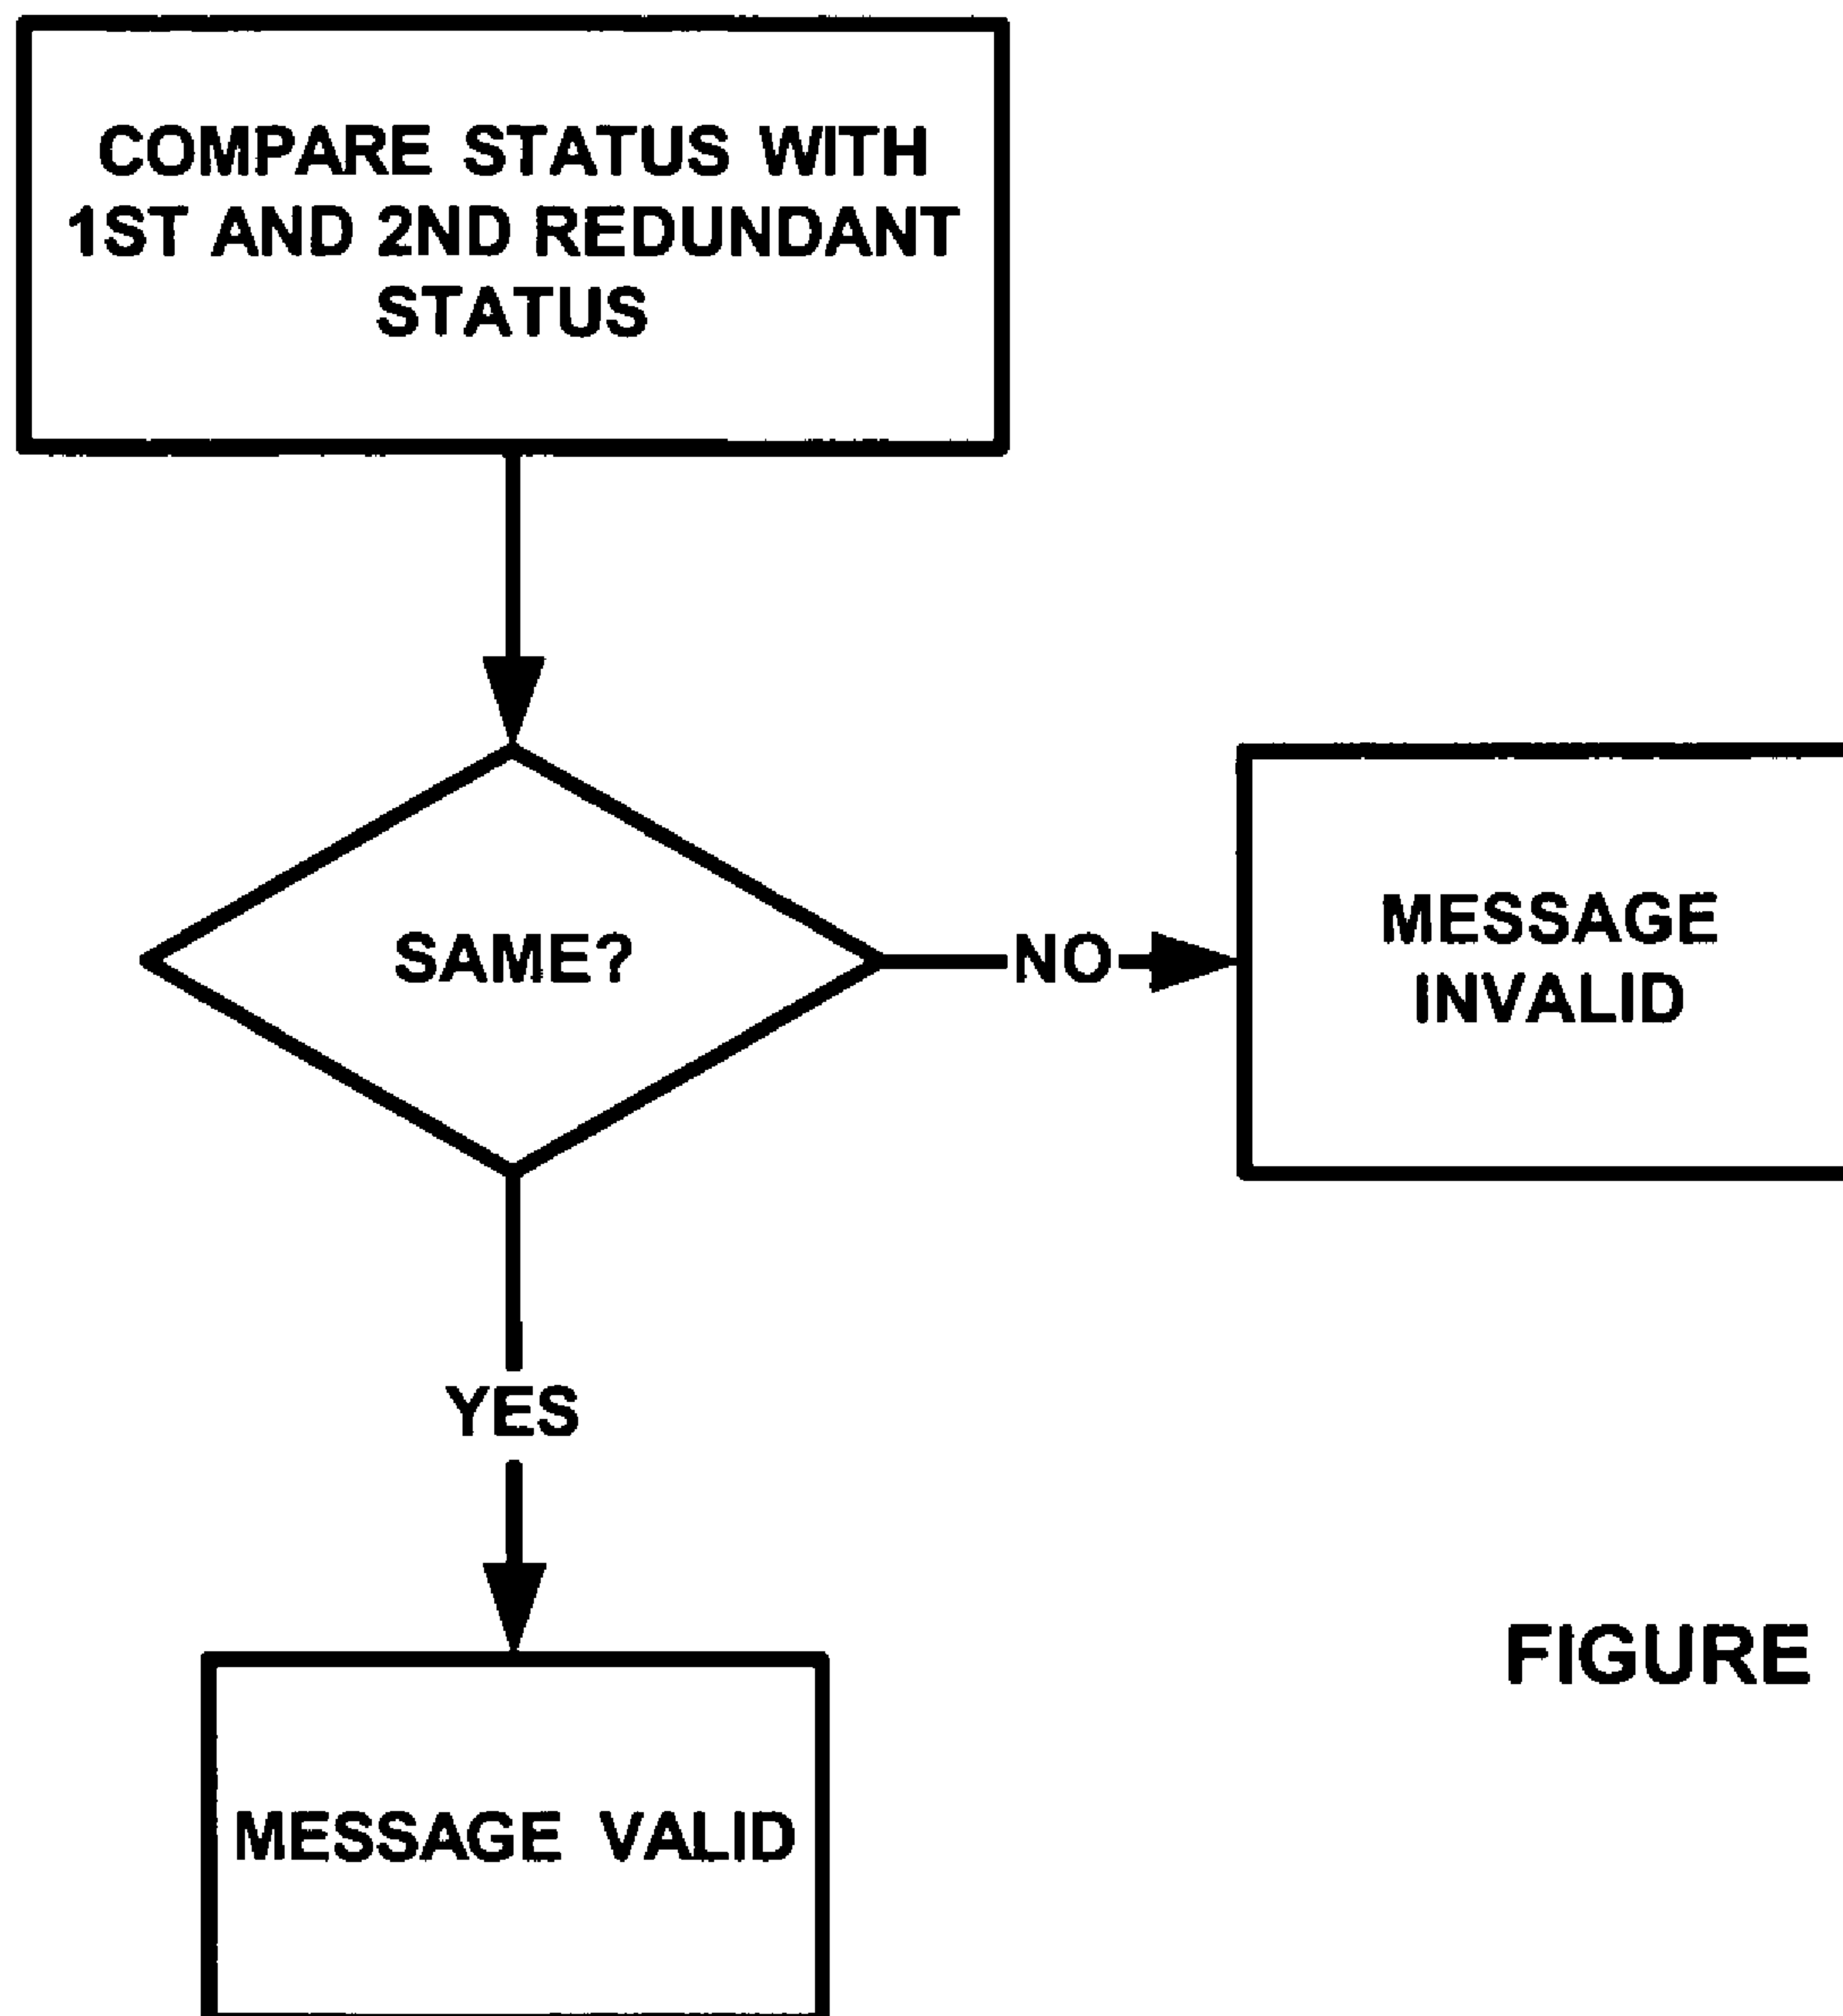 COMPARE STATUS WITH
1ST AND 2ND REDUNDANT
STATUS
SAME?
NO
MESSAGE
INVALID
YES
FIGURE
MESSAGE VALID